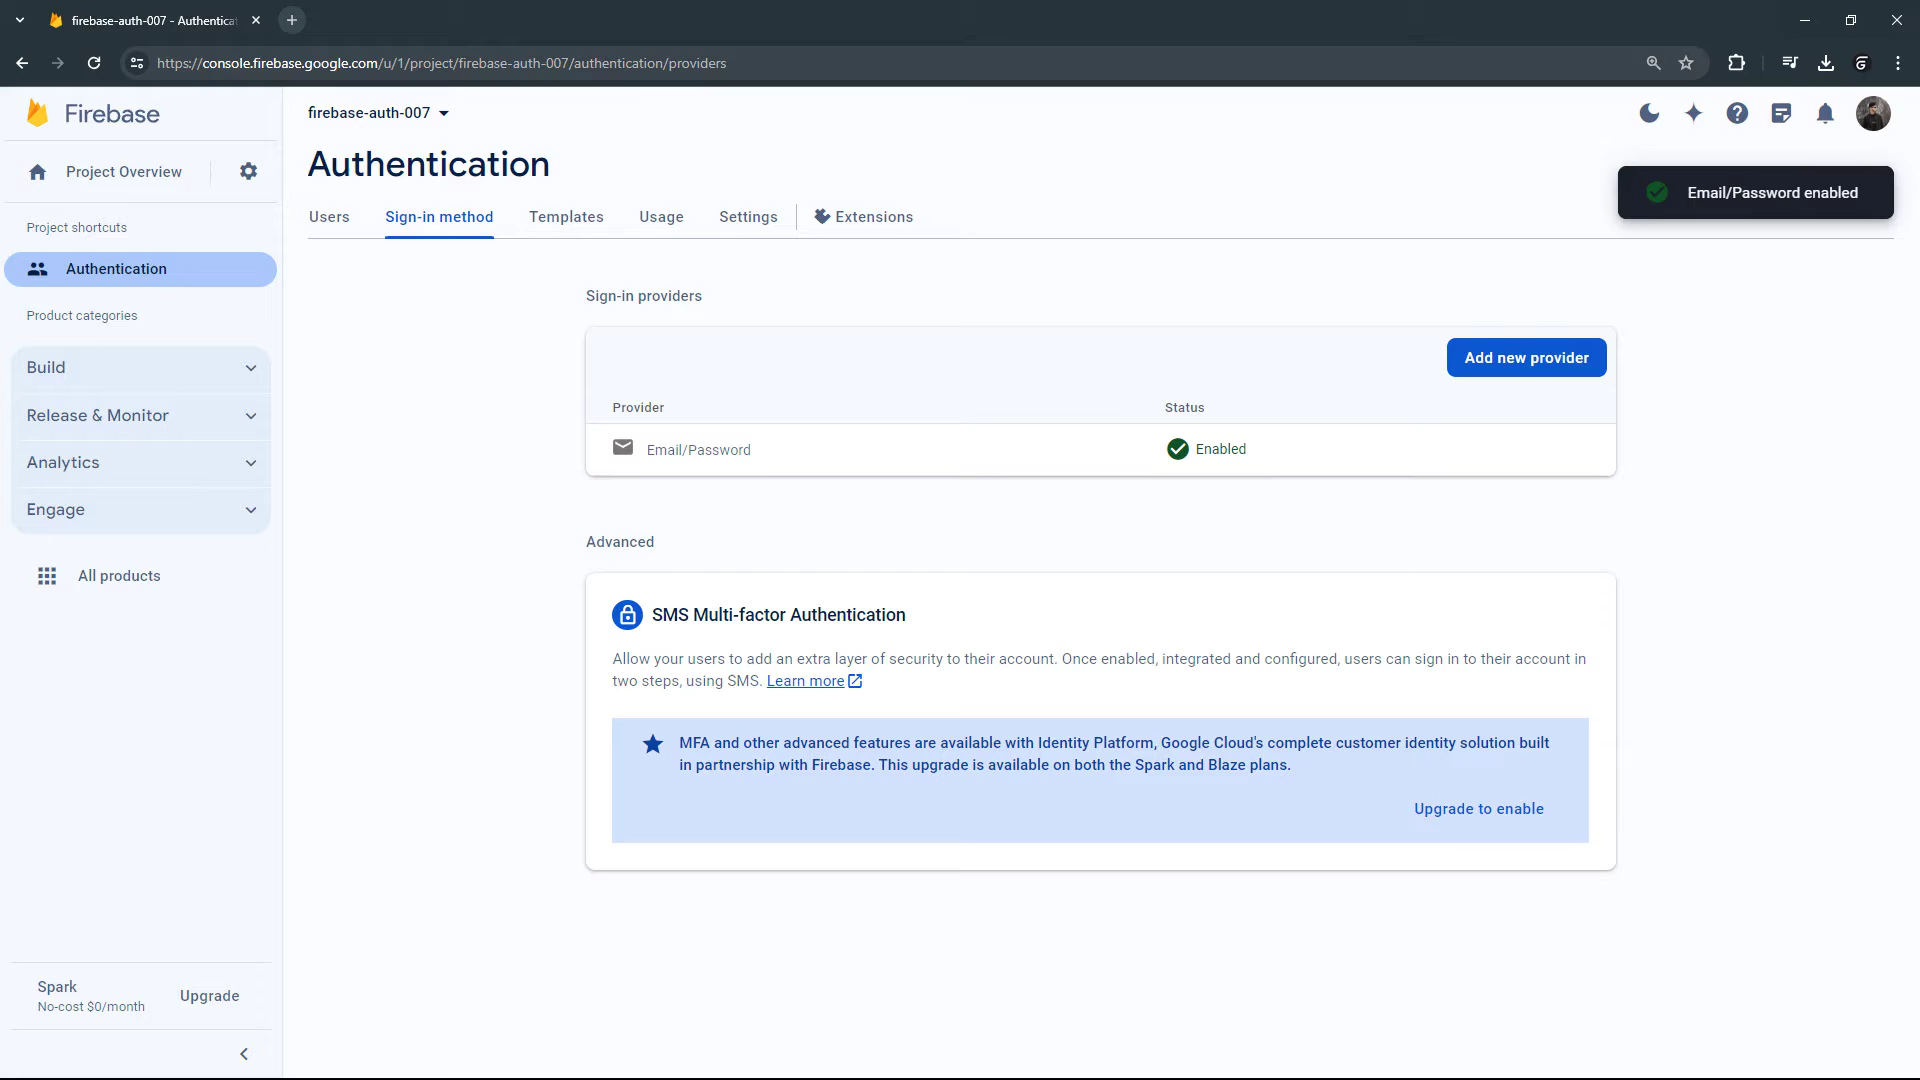 firebase-auth-007 - Authentica
https://console.firebase.google.com/u/1/project/firebase-auth-007/authentication/providers
Firebase
firebase-auth-007
Project Overview
Authentication
Email/Password enabled
Users
Sign-in method
Templates
Usage
Settings
Extensions
Project shortcuts
Authentication
Product categories
Build
Release & Monitor
Analytics
Engage
All products
Sign-in providers
Add new provider
Provider
Status
Email/Password
Enabled
Advanced
SMS Multi-factor Authentication
Allow your users to add an extra layer of security to their account. Once enabled, integrated and configured, users can sign in to their account in
two steps, using SMS. Learn more
MFA and other advanced features are available with Identity Platform, Google Cloud's complete customer identity solution built
in partnership with Firebase. This upgrade is available on both the Spark and Blaze plans.
Upgrade to enable
Spark
No-cost $0/month
Upgrade